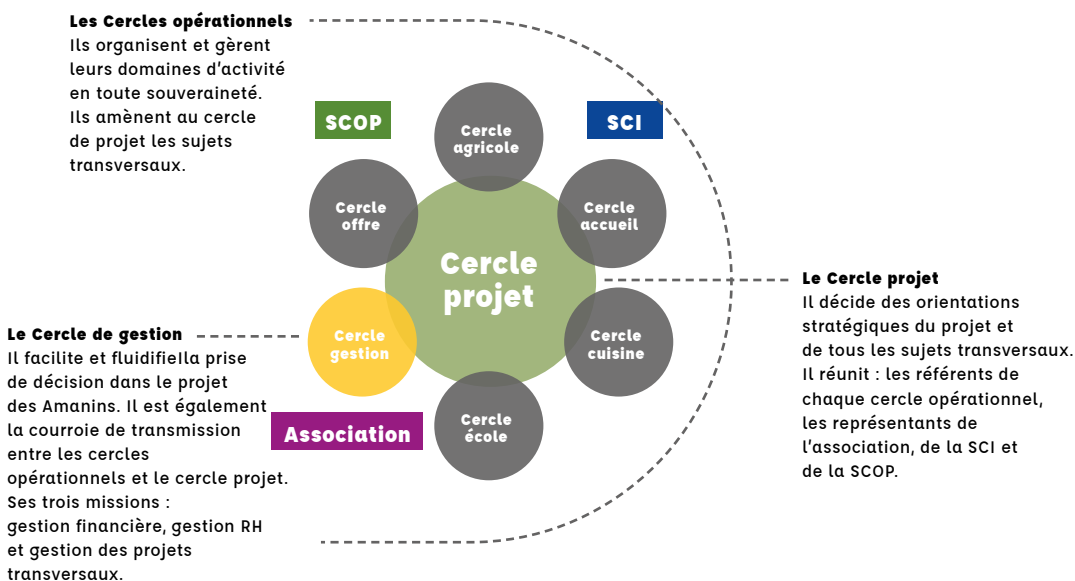 Les Cercles opérationnels
Ils organisent et gèrent
leurs domaines d’activité
en toute souveraineté.
Ils amènent au cercle
de projet les sujets
transversaux.
SCOP
SCI
Cercle
agricole
Cercle
offre
Cercle
accueil
Cercle
projet
Cercle
gestion
Cercle
cuisine
Cercle
école
Association
Le Cercle de gestion
Il facilite et fluidifieIla prise
de décision dans le projet
des Amanins. Il est également
la courroie de transmission
entre les cercles
opérationnels et le cercle projet.
Ses trois missions :
gestion financière, gestion RH
et gestion des projets
transversaux.
Le Cercle projet
Il décide des orientations
stratégiques du projet et
de tous les sujets transversaux.
Il réunit : les référents de
chaque cercle opérationnel,
les représentants de
l’association, de la SCI et
de la SCOP.